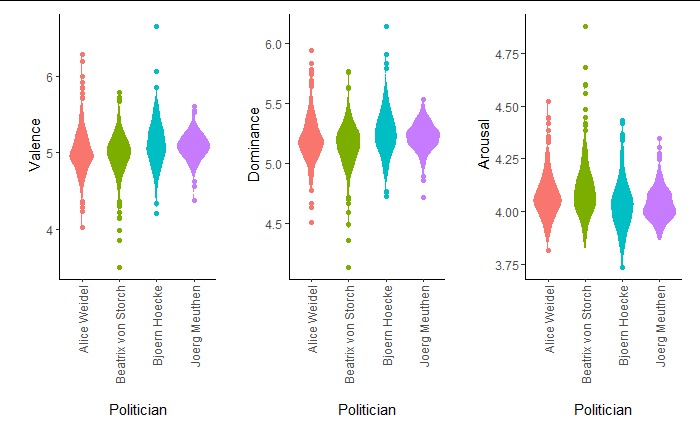 Valence
6
5
4
Alice Weidel
Beatrix von Storch
Bjoern Hoecke
Joerg Meuthen
Politician
Dominance
6.0
5.5
5.0
4.5
Alice Weidel
Beatrix von Storch
Bjoern Hoecke
Joerg Meuthen
Politician
Arousal
4.75
4.50
4.25
4.00
3.75
Alice Weidel
Beatrix von Storch
Bjoern Hoecke
Joerg Meuthen
Politician